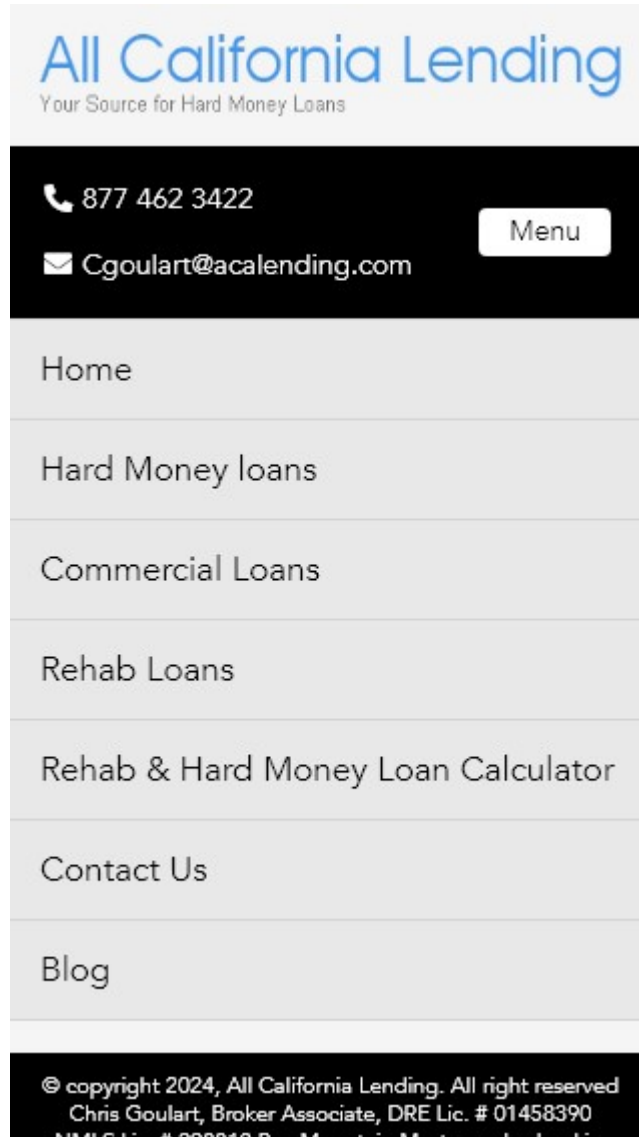 All California Lending
Your Source for Hard Money Loans
877 462 3422
Menu
Cgoulart@acalending.com
Home
Hard Money loans
Commercial Loans
Rehab Loans
Rehab & Hard Money Loan Calculator
Contact Us
Blog
© copyright 2024, All California Lending. All right reserved
Chris Goulart, Broker Associate, DRE Lic. # 01458390